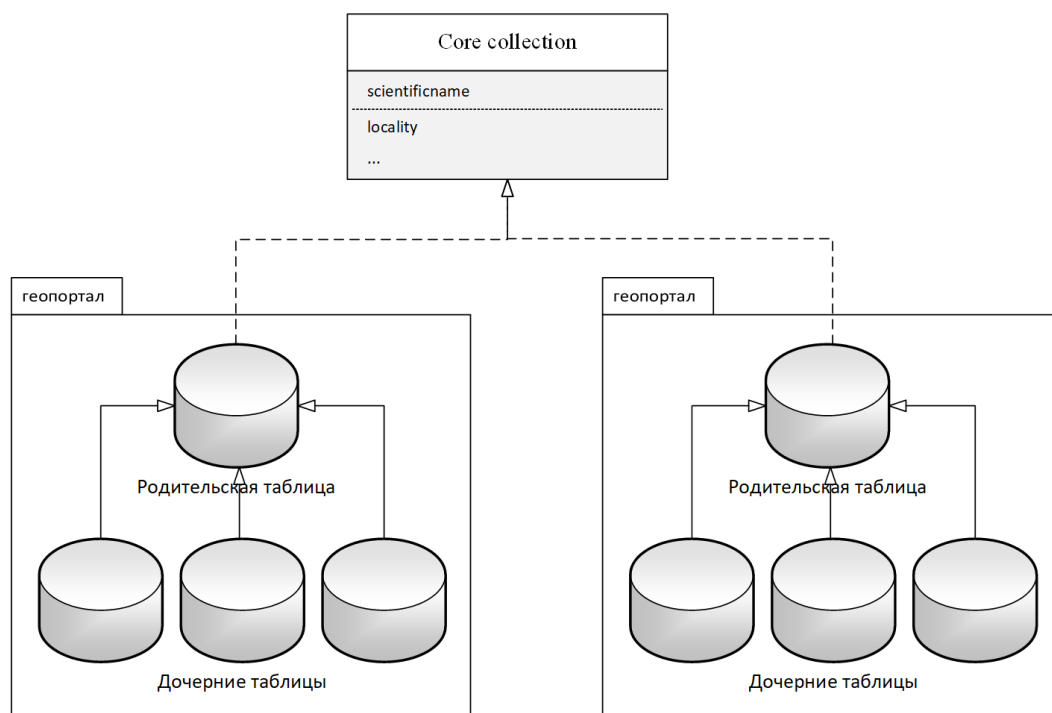 Core collection
scientificname
locality
...
геопортал
геопортал
Родительская таблица
Родительская таблица
Дочерние таблицы
Дочерние таблицы